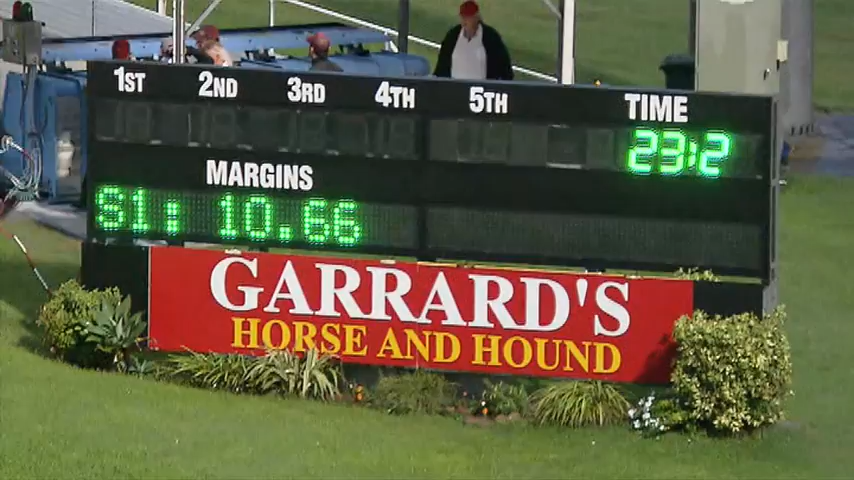 1ST 2ND 3RD 4TH 5TH TIME
23:2
MARGINS
S1: 10.66
GARRARD'S
HORSE AND HOUND